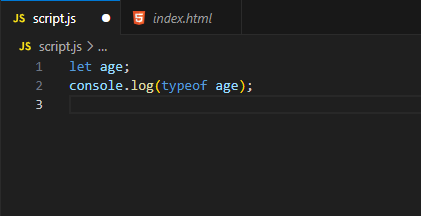 JS script.js index.html
JS script.js > ...
1 let age;
2 console.log(typeof age);
3